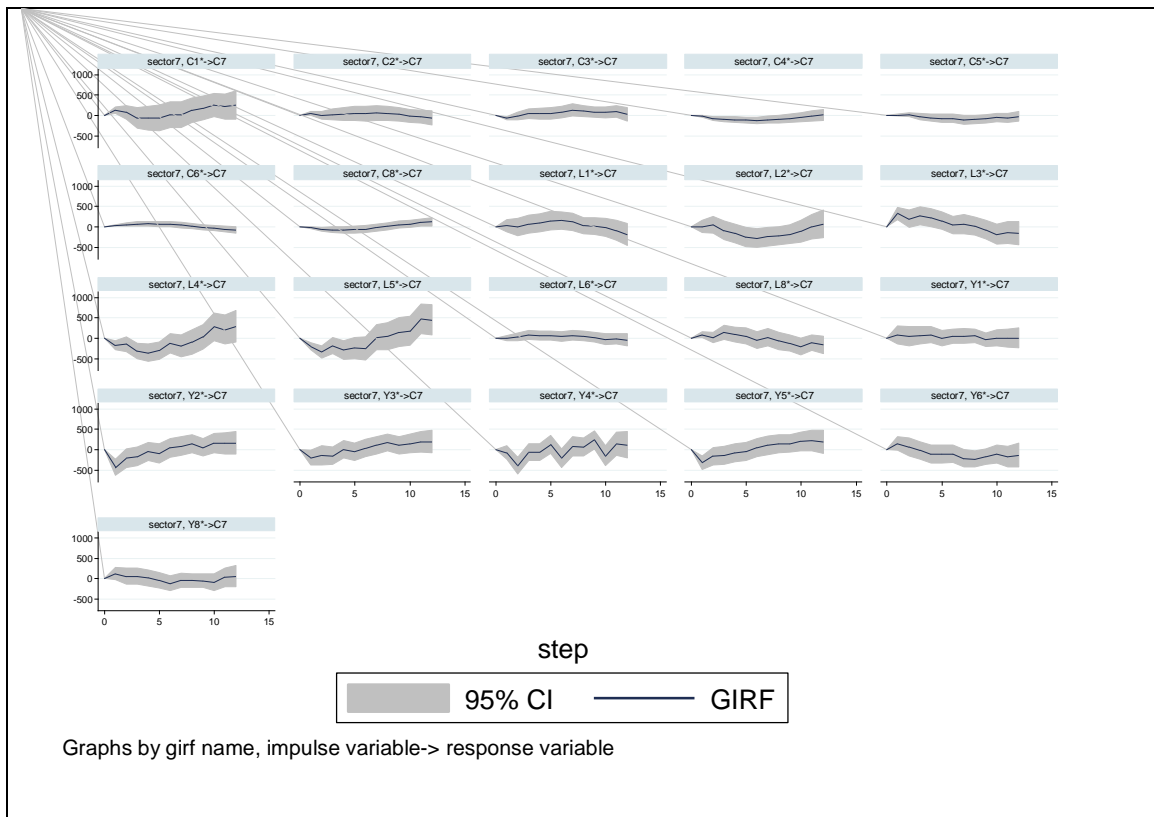 sector7, C1*->C7 sector7, C2*->C7 sector7, C3*->C7 sector7, C4*->C7 sector7, C5*->C7
1000
500
0
-500
sector7, C6*->C7 sector7, C8*->C7 sector7, L1*->C7 sector7, L2*->C7 sector7, L3*->C7
1000
500
0
-500
sector7, L4*->C7 sector7, L5*->C7 sector7, L6*->C7 sector7, L8*->C7 sector7, Y1*->C7
1000
500
0
-500
sector7, Y2*->C7 sector7, Y3*->C7 sector7, Y4*->C7 sector7, Y5*->C7 sector7, Y6*->C7
1000
500
0
-500
0 5 10 15 0 5 10 15 0 5 10 15 0 5 10 15
sector7, Y8*->C7
1000
500
0
-500
0 5 10 15
step
95% CI GIRF
Graphs by girf name, impulse variable-> response variable